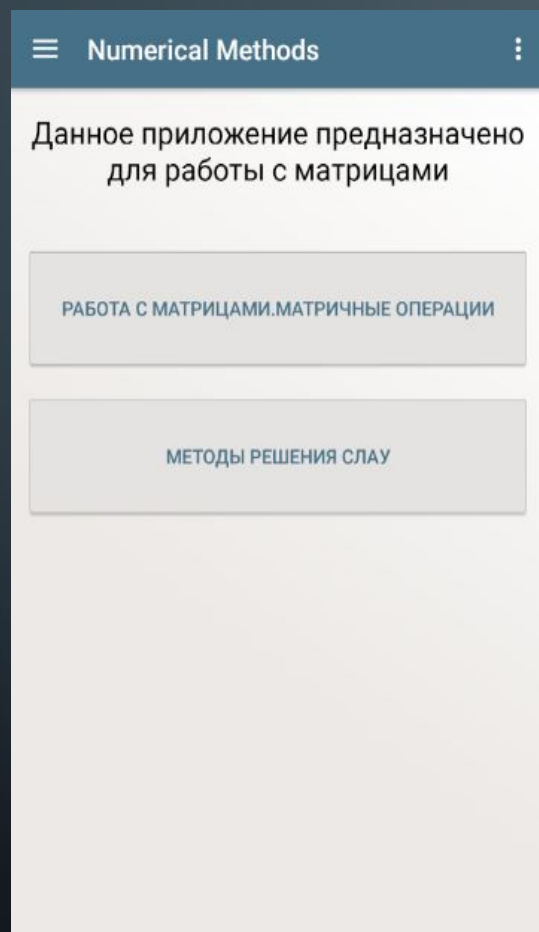 Numerical Methods
Данное приложение предназначено
для работы с матрицами
РАБОТА С МАТРИЦАМИ.МАТРИЧНЫЕ ОПЕРАЦИИ
МЕТОДЫ РЕШЕНИЯ СЛАУ